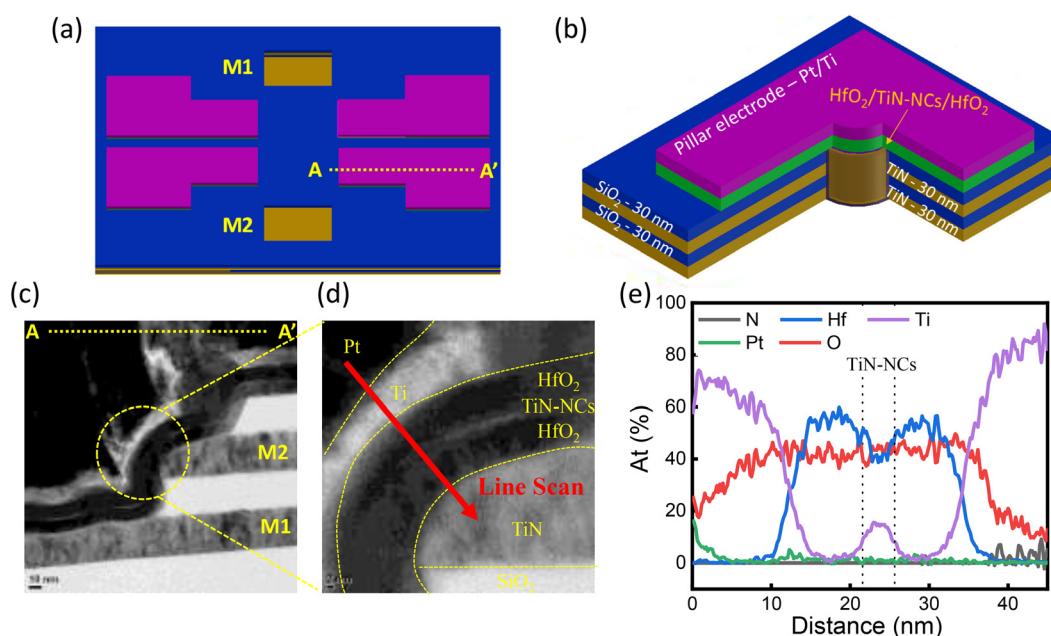 (a)
M1
A
A'
M2
(b)
Pillar electrode – Pt/Ti
HfO₂/TiN-NCs/HfO₂
SiO₂ - 30 nm
SiO₂ - 30 nm
TiN - 30 nm
TiN - 30 nm
(c)
A
A'
M2
M1
10 nm
(d)
Pt
Ti
HfO₂
TiN-NCs
HfO₂
Line Scan
TiN
SiO₂
(e)
N
Hf
Ti
Pt
O
TiN-NCs
At (%)
100
80
60
40
20
0
0
10
20
30
40
Distance (nm)